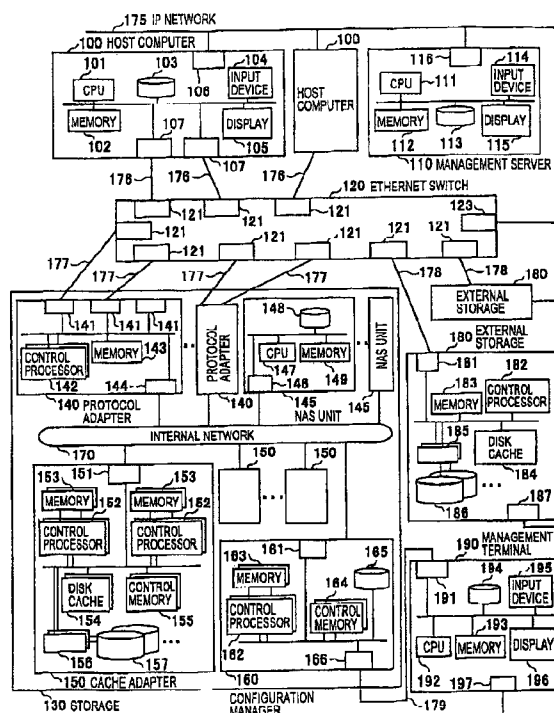 175 IP NETWORK
100 HOST COMPUTER
100
116
114
101
103
104
CPU
INPUT DEVICE
106
HOST COMPUTER
CPU
111
INPUT DEVICE
MEMORY
107
DISPLAY
MEMORY
DISPLAY
102
105
112
113
115
107
110 MANAGEMENT SERVER
176
176
176
120 ETHERNET SWITCH
121
121
121
123
121
121
121
121
121
177
177
177
177
178
178
180
EXTERNAL STORAGE
141
141
141
148
180
EXTERNAL STORAGE
181
182
CONTROL PROCESSOR
MEMORY
143
PROTOCOL ADAPTER
CPU
MEMORY
NAS UNIT
183
MEMORY
CONTROL PROCESSOR
142
147
149
144
146
140
PROTOCOL ADAPTER
140
145
NAS UNIT
145
185
DISK CACHE
INTERNAL NETWORK
184
170
151
150
150
186
187
153
MEMORY
153
MEMORY
152
152
MANAGEMENT TERMINAL
190
CONTROL PROCESSOR
CONTROL PROCESSOR
161
165
194
195
163
191
INPUT DEVICE
MEMORY
164
DISK CACHE
CONTROL MEMORY
CONTROL PROCESSOR
CONTROL MEMORY
193
154
155
CPU
MEMORY
DISPLAY
162
192
196
156
157
166
197
150 CACHE ADAPTER
160
CONFIGURATION MANAGER
130 STORAGE
179